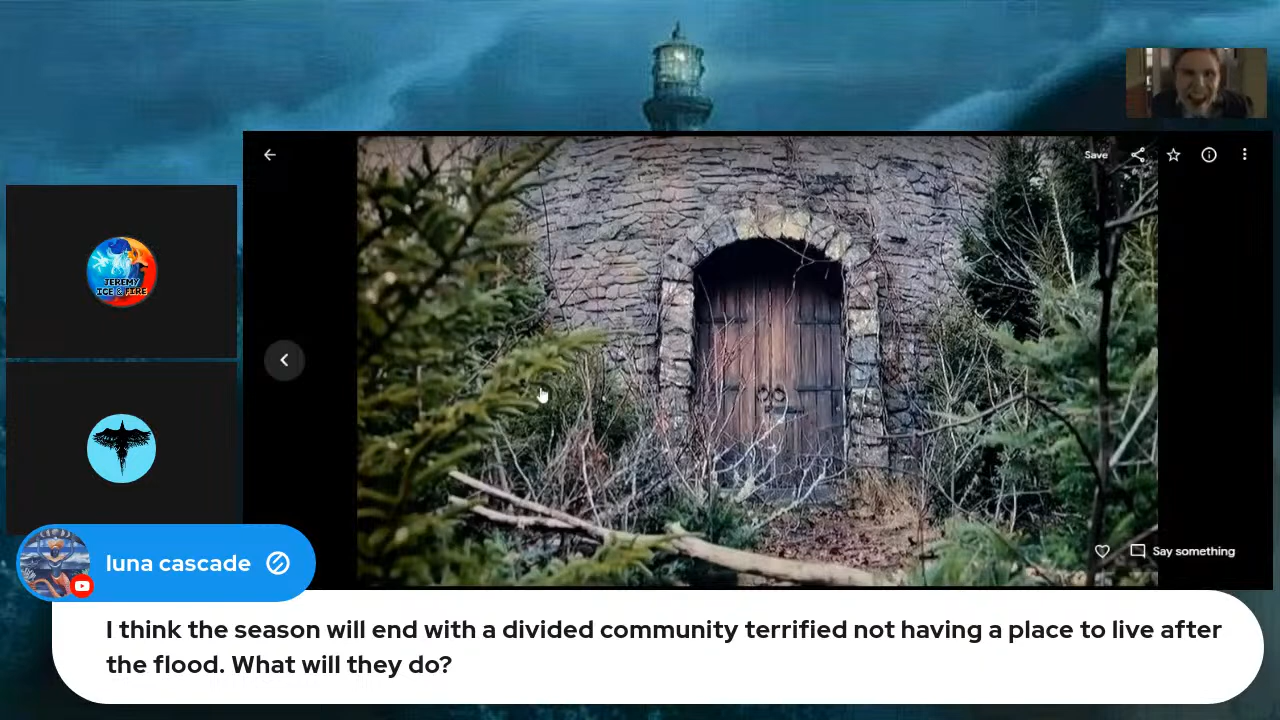 Save
JEREMY
ICE & FIRE
Say something
luna cascade
I think the season will end with a divided community terrified not having a place to live after
the flood. What will they do?